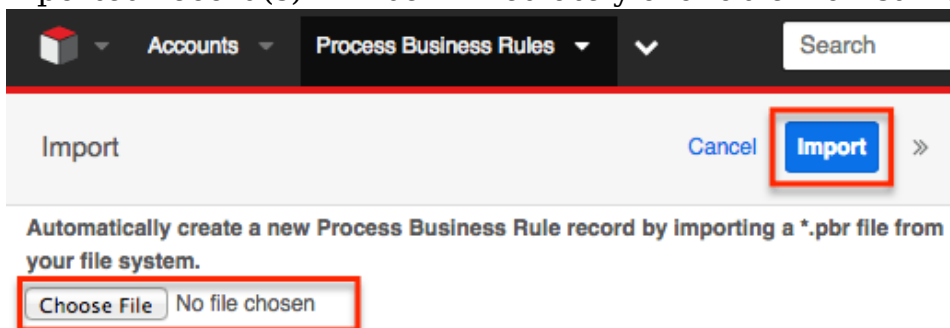 Accounts Process Business Rules Search
Import Cancel Import »
Automatically create a new Process Business Rule record by importing a *.pbr file from
your file system.
Choose File No file chosen